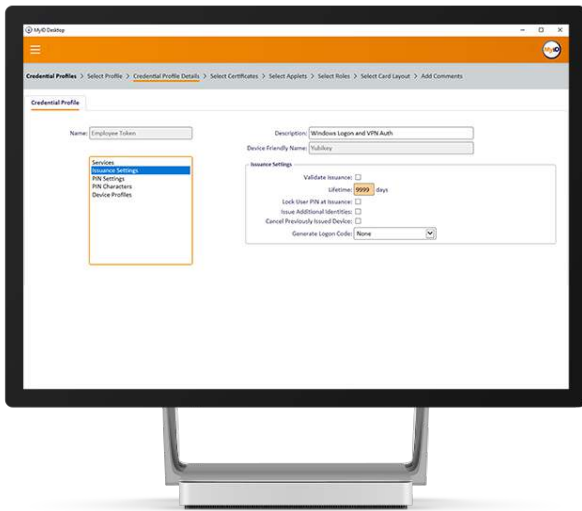 MyID Desktop
MyID
Credential Profiles > Select Profile > Credential Profile Details > Select Certificates > Select Applets > Select Roles > Select Card Layout > Add Comments
Credential Profile
Name: Employee Token
Description: Windows Logon and VPN Auth
Device Friendly Name: Yubikey
Services
Issuance Settings
PIN Settings
PIN Characters
Device Profiles
Issuance Settings
Validate Issuance:
Lifetime: 9999 days
Lock User PIN at Issuance:
Issue Additional Identities:
Cancel Previously Issued Device:
Generate Logon Code: None